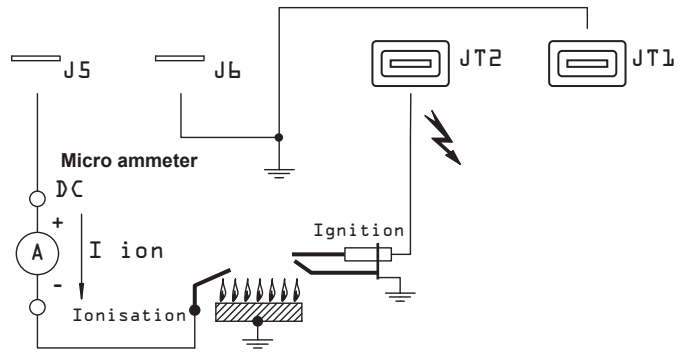 J5
J6
JT2
JT1
Micro ammeter
DC
+
A
I ion
-
Ignition
Ionisation